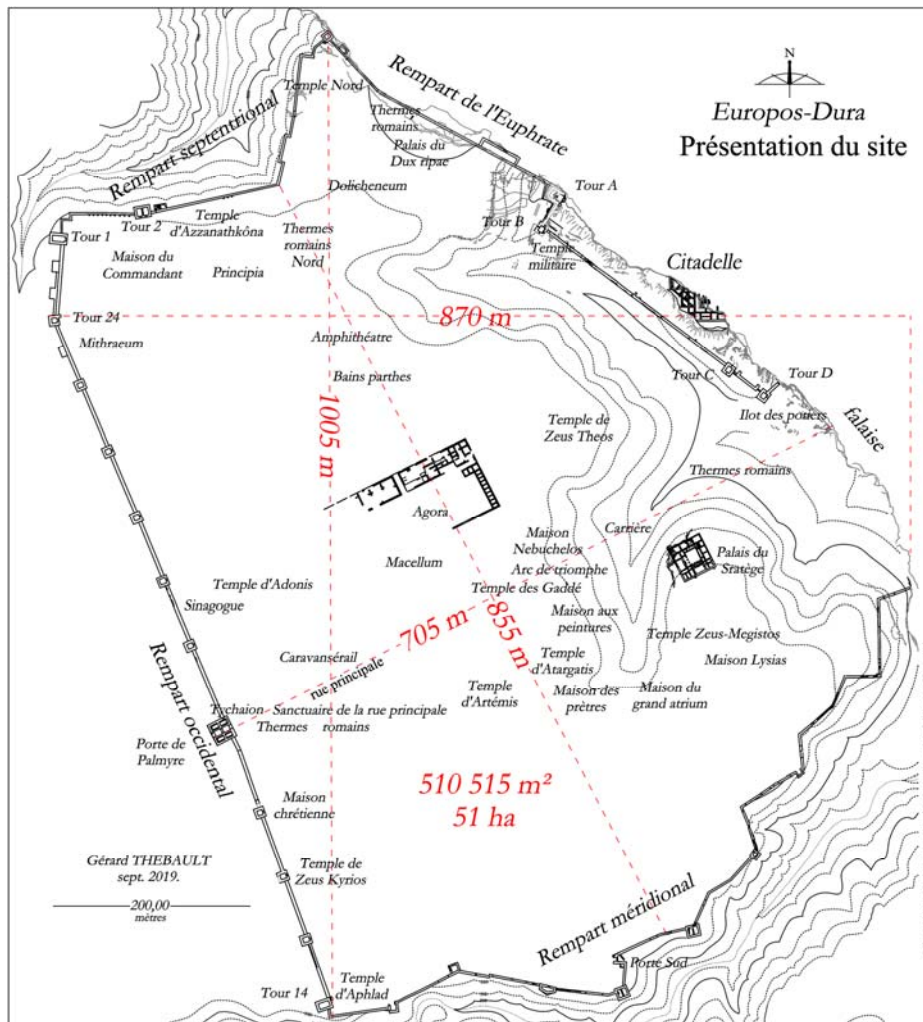 N
Europos-Dura
Présentation du site
Rempart de l'Euphrate
Rempart septentrional
Temple Nord
Thermes
romains
Palais du
Dux ripae
Dolicheneum
Tour A
Tour B
Tour 2
Temple
d'Azzanathkôna
Tour 1
Thermes
romains
Nord
Temple
militaire
Maison du
Commandant
Principia
Citadelle
870 m
Tour 24
Mithraeum
Amphithéatre
Bains parthes
Tour C
Tour D
Ilot des potiers
falaise
1005 m
Temple de
Zeus Theos
Thermes romains
Agora
Carrière
Maison
Nebuchelos
Macellum
Arc de triomphe
Palais du
Sratège
Temple d'Adonis
Temple des Gaddé
Sinagogue
Maison aux
peintures
705 m
855 m
Temple Zeus-Megistos
Caravansérail
Temple
d'Atargatis
Maison Lysias
rue principale
Rempart occidental
Temple
d'Artémis
Maison des
prètres
Maison du
grand atrium
Tychaion
Sanctuaire de la rue principale
Thermes romains
Porte de
Palmyre
510 515 m²
51 ha
Maison
chrétienne
Gérard THEBAULT
sept. 2019.
Temple de
Zeus Kyrios
200,00
mètres
Rempart méridional
Porte Sud
Tour 14
Temple
d'Aphlad